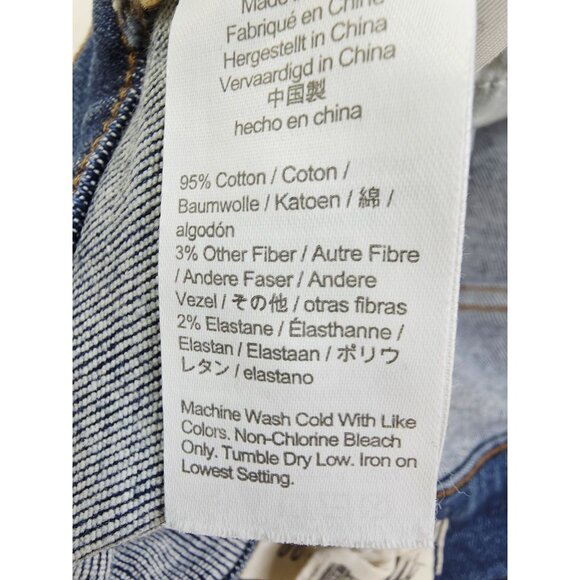 Made in
Fabriqué en China
Hergestellt in China
Vervaardigd in China
中国製
hecho en china
95% Cotton / Coton /
Baumwolle / Katoen / 綿 /
algodón
3% Other Fiber / Autre Fibre
/ Andere Faser / Andere
Vezel / その他 / otras fibras
2% Elastane / Élasthanne /
Elastan / Elastaan / ポリウ
レタン / elastano
Machine Wash Cold With Like
Colors. Non-Chlorine Bleach
Only. Tumble Dry Low. Iron on
Lowest Setting.